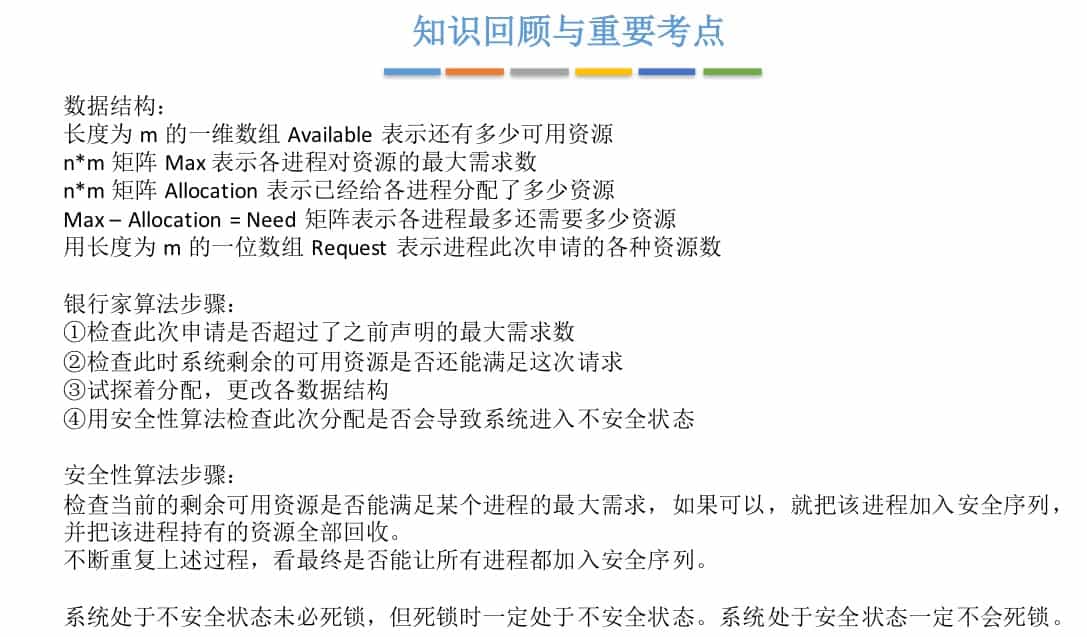 知识回顾与重要考点
数据结构：
长度为 m 的一维数组 Available 表示还有多少可用资源
n*m 矩阵 Max 表示各进程对资源的最大需求数
n*m 矩阵 Allocation 表示已经给各进程分配了多少资源
Max – Allocation = Need 矩阵表示各进程最多还需要多少资源
用长度为 m 的一位数组 Request 表示进程此次申请的各种资源数
银行家算法步骤：
①检查此次申请是否超过了之前声明的最大需求数
②检查此时系统剩余的可用资源是否还能满足这次请求
③试探着分配，更改各数据结构
④用安全性算法检查此次分配是否会导致系统进入不安全状态
安全性算法步骤：
检查当前的剩余可用资源是否能满足某个进程的最大需求，如果可以，就把该进程加入安全序列，
并把该进程持有的资源全部回收。
不断重复上述过程，看最终是否能让所有进程都加入安全序列。
系统处于不安全状态未必死锁，但死锁时一定处于不安全状态。系统处于安全状态一定不会死锁。